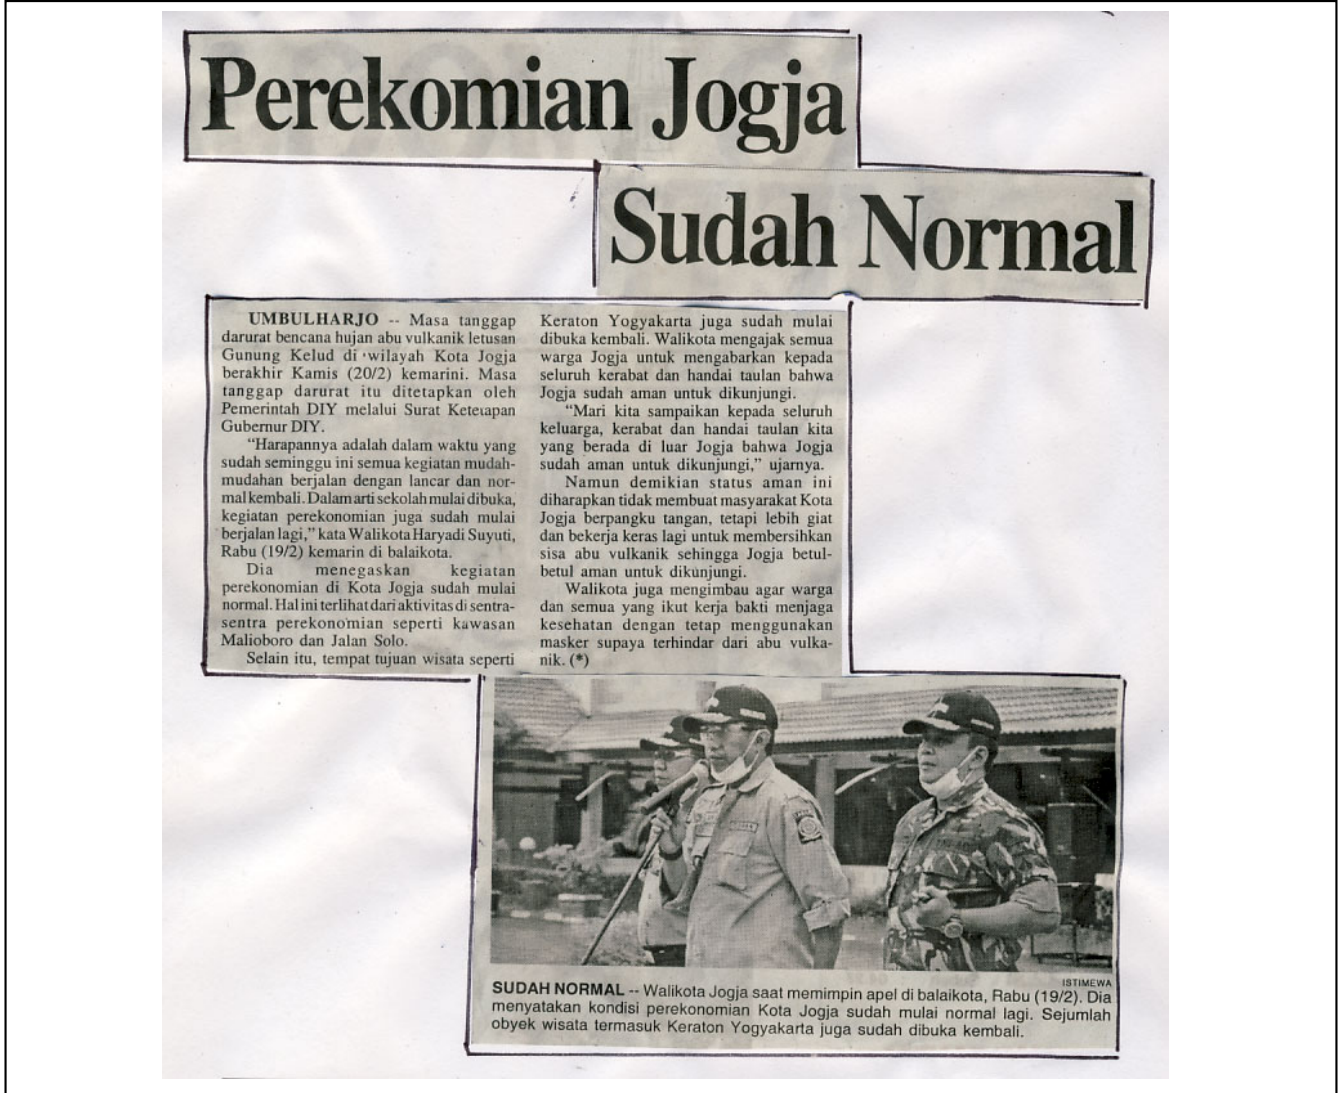 Perekomian Jogja
Sudah Normal
UMBULHARJO -- Masa tanggap
darurat bencana hujan abu vulkanik letusan
Gunung Kelud di wilayah Kota Jogja
berakhir Kamis (20/2) kemarini. Masa
tanggap darurat itu ditetapkan oleh
Pemerintah DIY melalui Surat Ketetapan
Gubernur DIY.
“Harapannya adalah dalam waktu yang
sudah seminggu ini semua kegiatan mudah-
mudahan berjalan dengan lancar dan nor-
mal kembali. Dalam arti sekolah mulai dibuka,
kegiatan perekonomian juga sudah mulai
berjalan lagi,” kata Walikota Haryadi Suyuti,
Rabu (19/2) kemarin di balaikota.
Dia menegaskan kegiatan
perekonomian di Kota Jogja sudah mulai
normal. Hal ini terlihat dari aktivitas di sentra-
sentra perekonomian seperti kawasan
Malioboro dan Jalan Solo.
Selain itu, tempat tujuan wisata seperti
Keraton Yogyakarta juga sudah mulai
dibuka kembali. Walikota mengajak semua
warga Jogja untuk mengabarkan kepada
seluruh kerabat dan handai taulan bahwa
Jogja sudah aman untuk dikunjungi.
“Mari kita sampaikan kepada seluruh
keluarga, kerabat dan handai taulan kita
yang berada di luar Jogja bahwa Jogja
sudah aman untuk dikunjungi,” ujarnya.
Namun demikian status aman ini
diharapkan tidak membuat masyarakat Kota
Jogja berpangku tangan, tetapi lebih giat
dan bekerja keras lagi untuk membersihkan
sisa abu vulkanik sehingga Jogja betul-
betul aman untuk dikunjungi.
Walikota juga mengimbau agar warga
dan semua yang ikut kerja bakti menjaga
kesehatan dengan tetap menggunakan
masker supaya terhindar dari abu vulka-
nik. (*)
ISTIMEWA
SUDAH NORMAL -- Walikota Jogja saat memimpin apel di balaikota, Rabu (19/2). Dia
menyatakan kondisi perekonomian Kota Jogja sudah mulai normal lagi. Sejumlah
obyek wisata termasuk Keraton Yogyakarta juga sudah dibuka kembali.